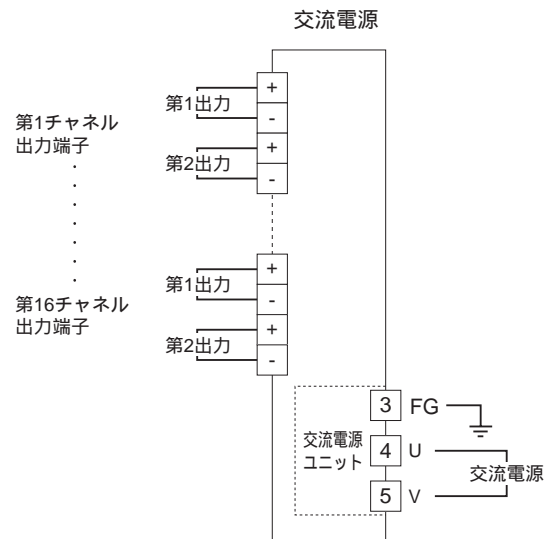 交流電源
第1チャネル
出力端子
第1出力
+
-
第2出力
+
-
第16チャネル
出力端子
第1出力
+
-
第2出力
+
-
交流電源
ユニット
3 FG
4 U
5 V
交流電源